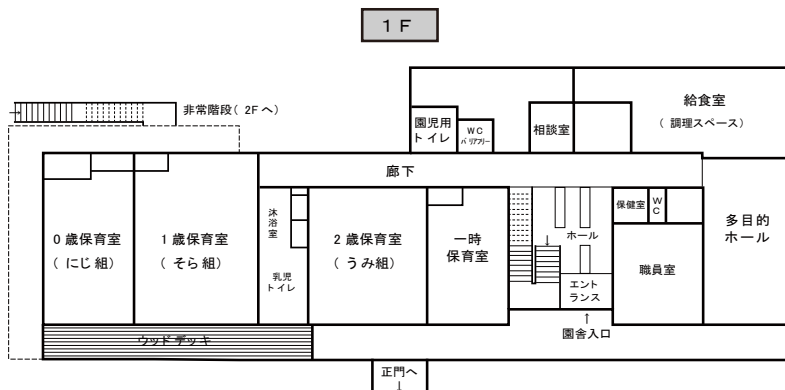 1F
非常階段(2Fへ)
園児用
トイレ
WC
バリアフリー
相談室
給食室
(調理スペース)
廊下
0歳保育室
(にじ組)
1歳保育室
(そら組)
沐
浴
室
乳児
トイレ
2歳保育室
(うみ組)
一時
保育室
↓
ホール
エント
ランス
保健室
W
C
職員室
多目的
ホール
ウッドデッキ
↑
園舎入口
正門へ
↓